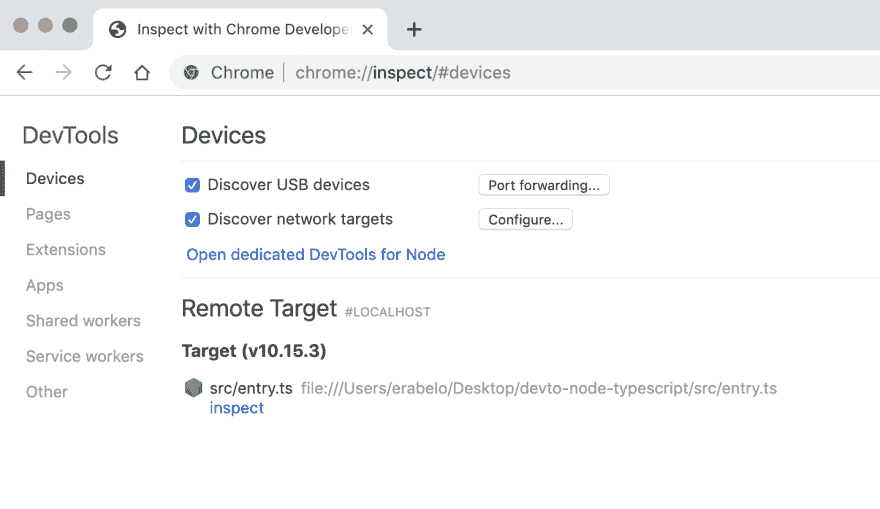 Inspect with Chrome Develope
Chrome | chrome://inspect/#devices
DevTools
Devices
Pages
Extensions
Apps
Shared workers
Service workers
Other
Devices
Discover USB devices
Port forwarding...
Discover network targets
Configure...
Open dedicated DevTools for Node
Remote Target #LOCALHOST
Target (v10.15.3)
src/entry.ts file:///Users/erabelo/Desktop/devto-node-typescript/src/entry.ts
inspect